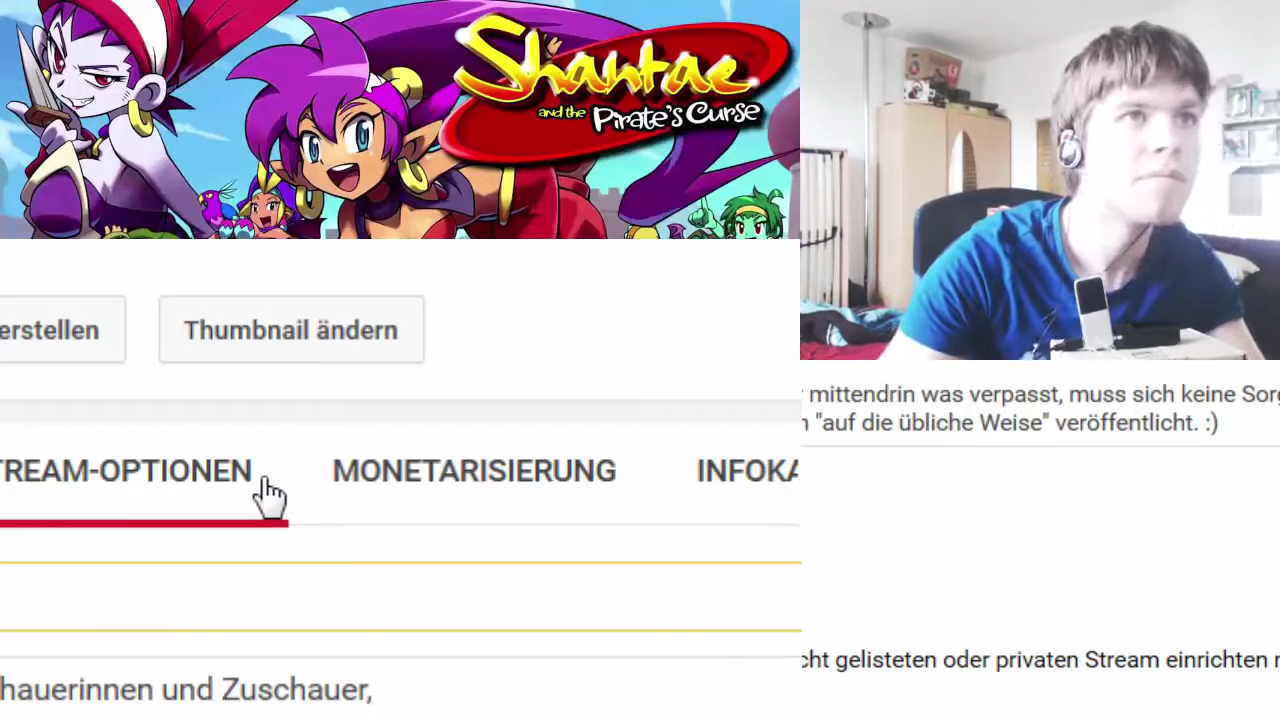 Shantae
and the Pirate's Curse
erstellen
Thumbnail ändern
mittendrin was verpasst, muss sich keine Sorg
"auf die übliche Weise" veröffentlicht. :)
TREAM-OPTIONEN
MONETARISIERUNG
INFOKA
cht gelisteten oder privaten Stream einrichten
hauerinnen und Zuschauer,